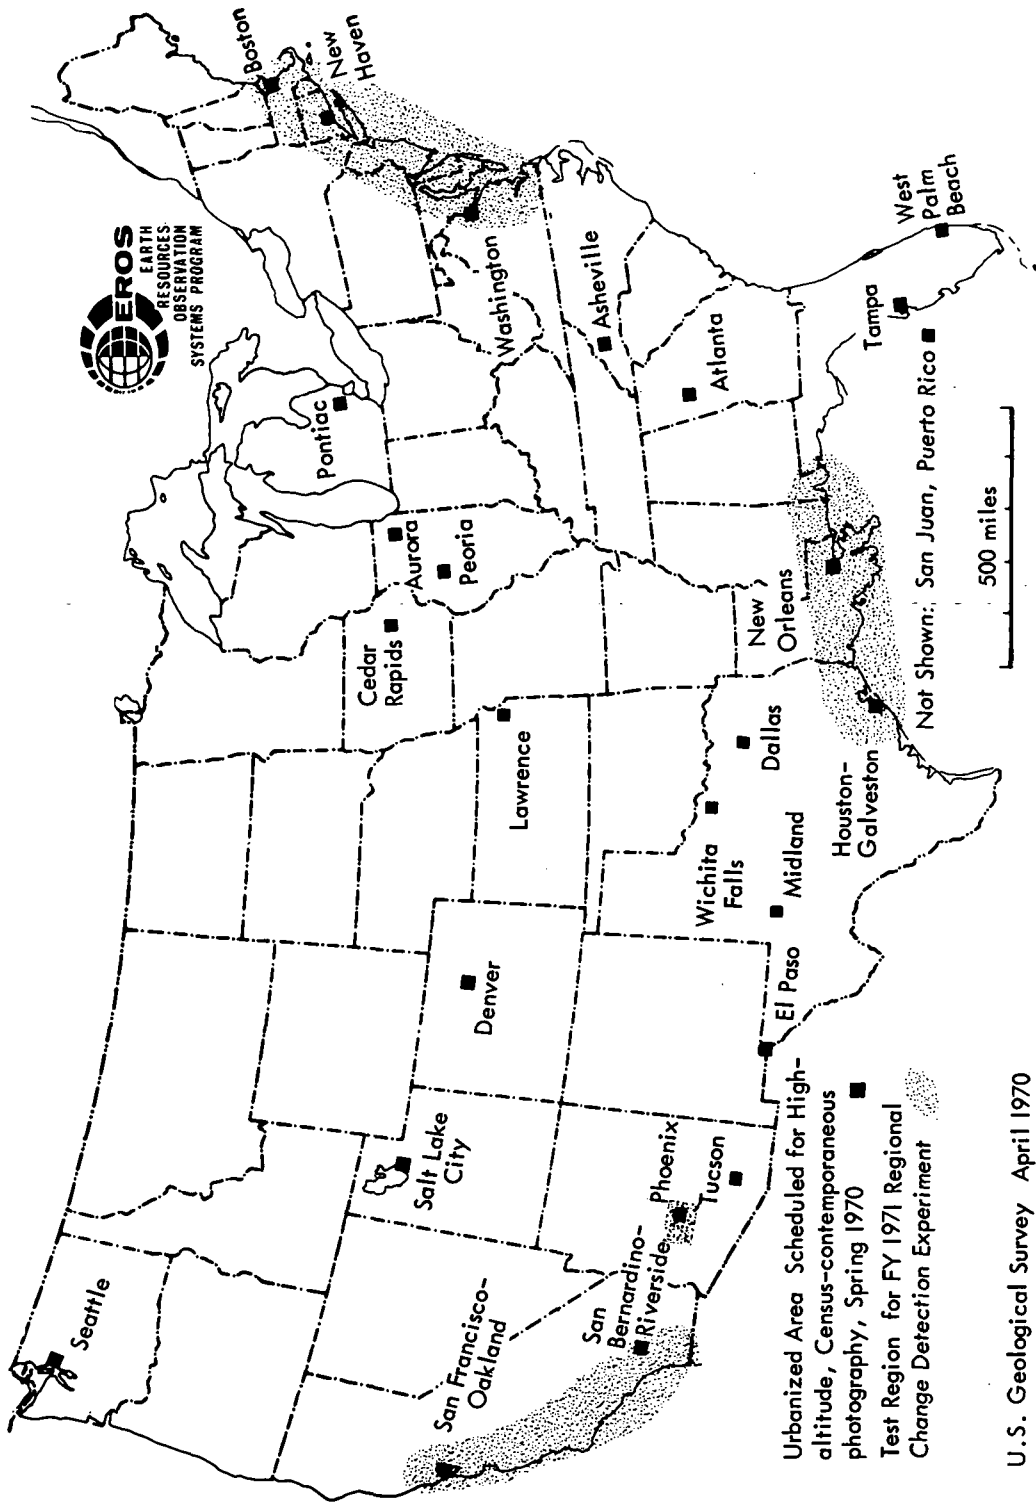 EROS
EARTH
RESOURCES
OBSERVATION
SYSTEMS PROGRAM
Seattle
San Francisco-
Oakland
San
Bernardino-
Riverside
Phoenix
Tucson
Salt Lake
City
Denver
El Paso
Midland
Wichita
Falls
Dallas
Houston-
Galveston
Lawrence
Cedar
Rapids
Aurora
Peoria
New
Orleans
Pontiac
Washington
Asheville
Atlanta
Tampa
West
Palm
Beach
Boston
New
Haven
Not Shown: San Juan, Puerto Rico
500 miles
Urbanized Area Scheduled for High-
altitude, Census-contemporaneous
photography, Spring 1970
Test Region for FY 1971 Regional
Change Detection Experiment
U.S. Geological Survey April 1970